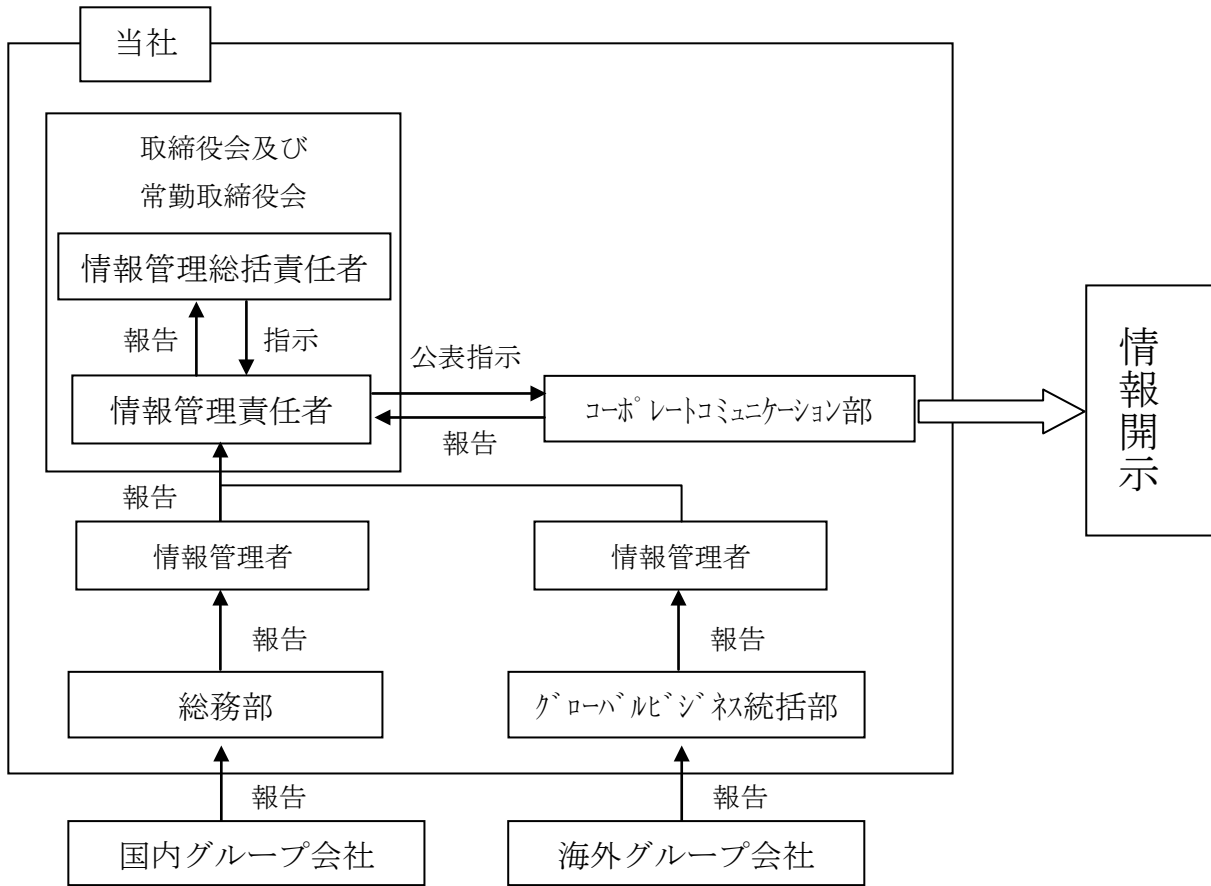 当社
取締役会及び
常勤取締役会
情報管理総括責任者
報告
指示
公表指示
情報管理責任者
コーポレートコミュニケーション部
報告
情報開示
報告
情報管理者
情報管理者
報告
報告
総務部
グローバルビジネス統括部
報告
報告
国内グループ会社
海外グループ会社